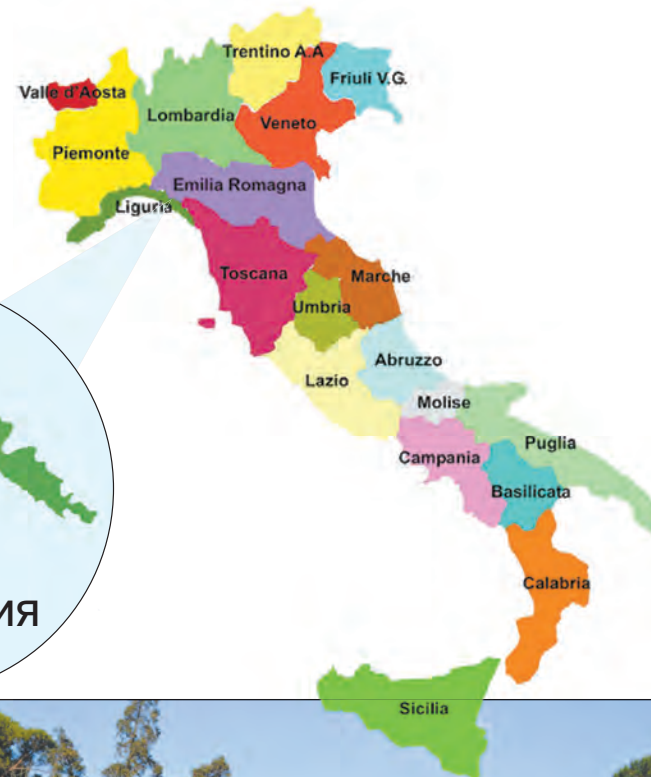 Trentino A.A
Friuli V.G.
Valle d'Aosta
Lombardia
Veneto
Piemonte
Emilia Romagna
Liguria
Toscana
Marche
Umbria
Abruzzo
Lazio
Molise
Puglia
Campania
Basilicata
Calabria
ия
Sicilia